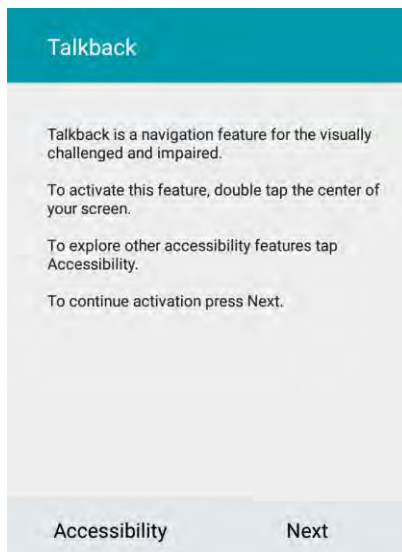 Talkback
Talkback is a navigation feature for the visually
challenged and impaired.
To activate this feature, double tap the center of
your screen.
To explore other accessibility features tap
Accessibility.
To continue activation press Next.
Accessibility
Next